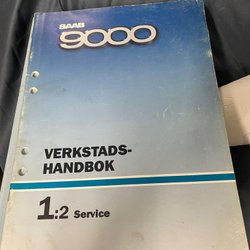 SAAB
9000
VERKSTADS-
HANDBOK
1:2 Service